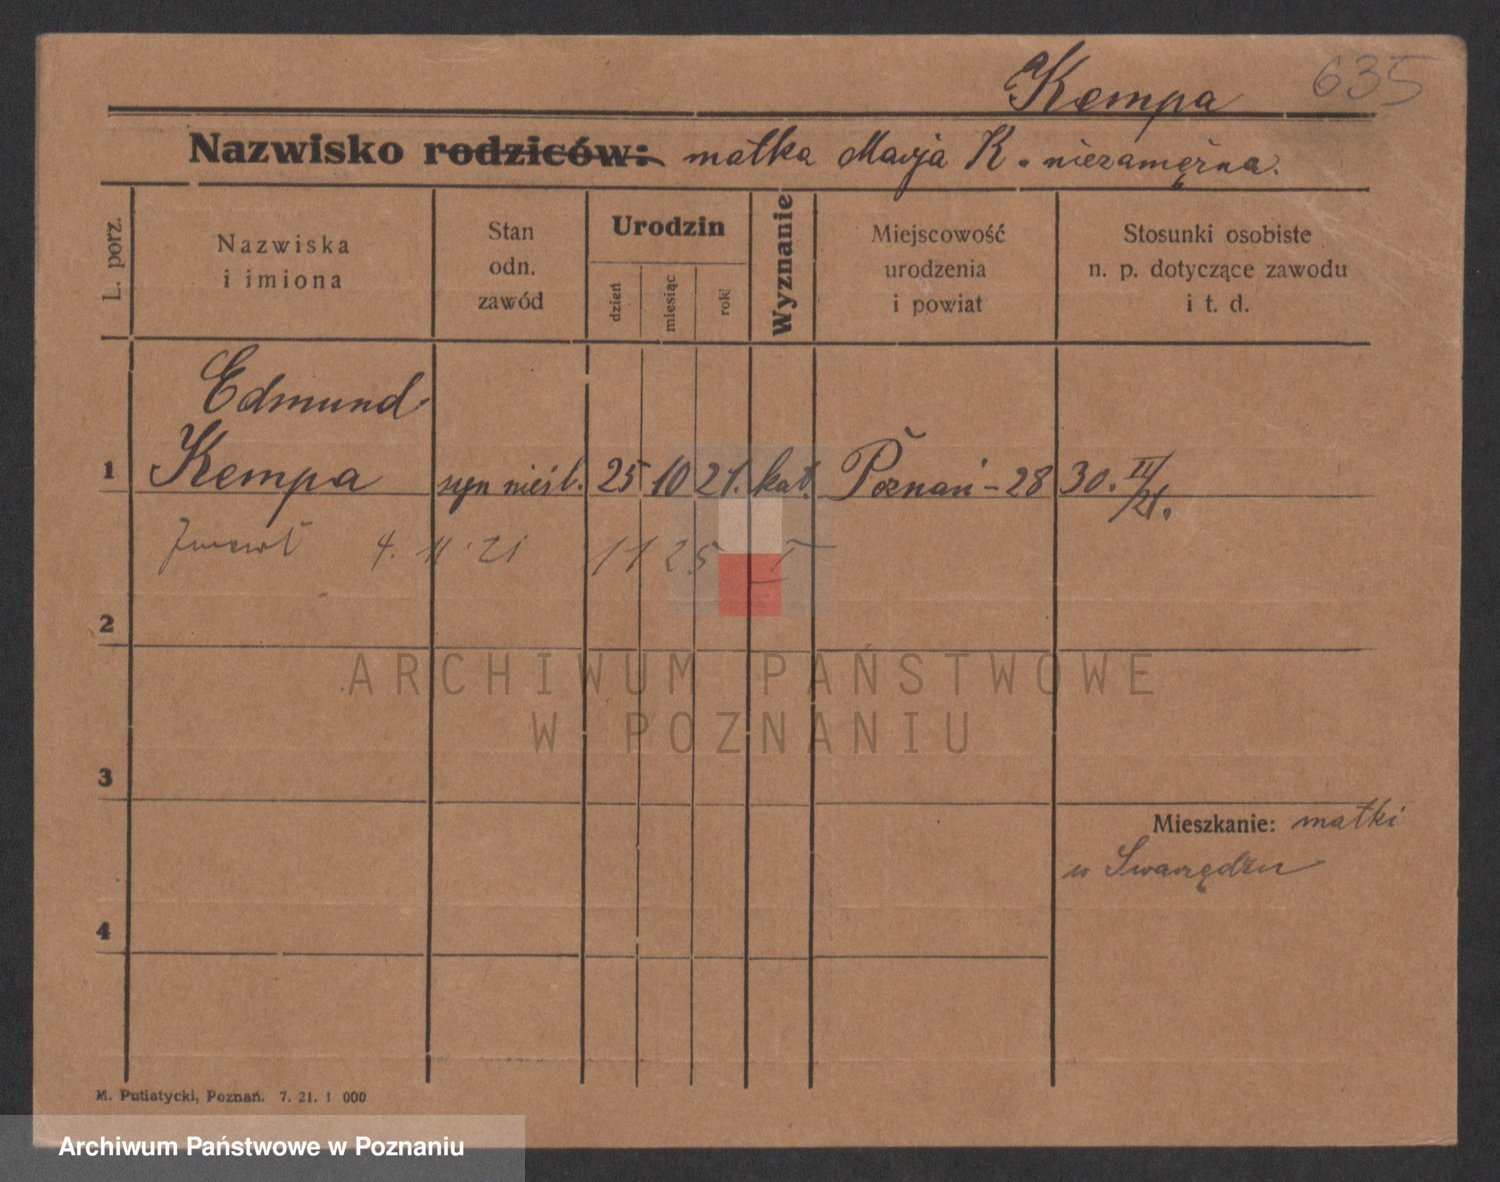 Kempa 635
Nazwisko rodziców: matka Marja K. niezamężna.
L. porz.
Nazwiska
i imiona
Stan
odn.
zawód
Urodzin
dzień
miesiąc
rok
Wyznanie
Miejscowość
urodzenia
i powiat
Stosunki osobiste
n. p. dotyczące zawodu
i t. d.
Edmund
1 Kempa syn nieśl. 25 10 21. kat. Poznań - 28 30.
4. 11. 21 11 25 I
2
ARCHIWUM PAŃSTWOWE
W POZNANIU
3
Mieszkanie: matki
w Swarzędzu
4
M. Putiatycki, Poznań. 7. 21. 1 000
Archiwum Państwowe w Poznaniu